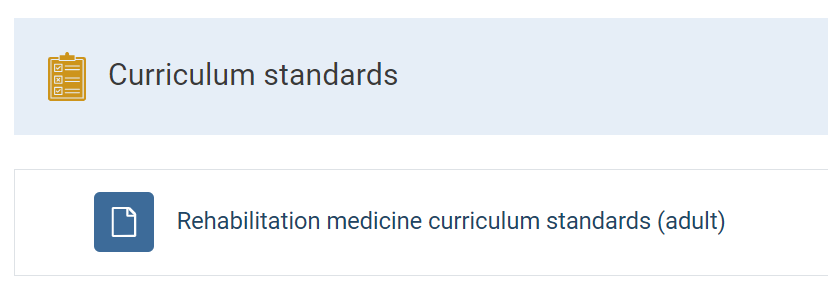 Curriculum standards
Rehabilitation medicine curriculum standards (adult)